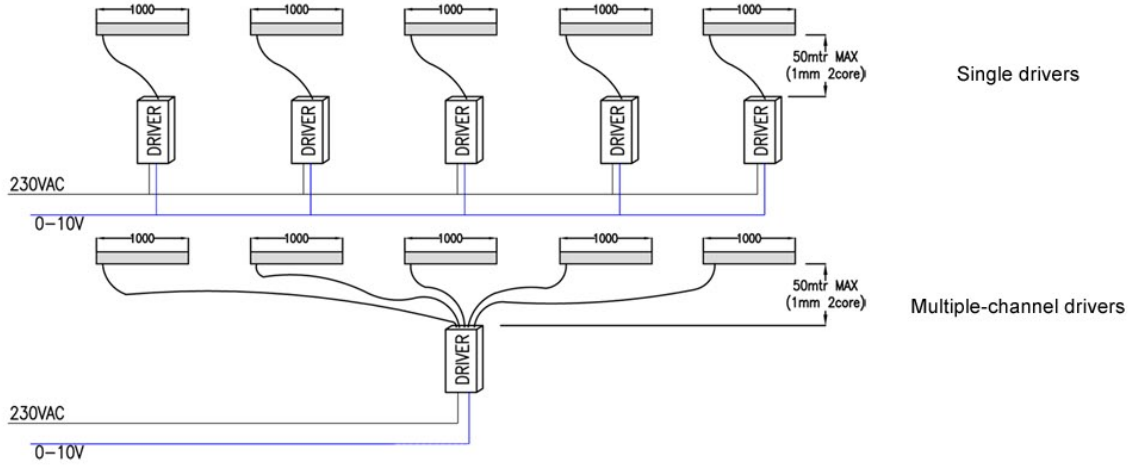 1000 1000 1000 1000 1000
50mtr MAX
(1mm 2core)
Single drivers
DRIVER DRIVER DRIVER DRIVER DRIVER
230VAC
0-10V
1000 1000 1000 1000 1000
50mtr MAX
(1mm 2core)
Multiple-channel drivers
DRIVER
230VAC
0-10V